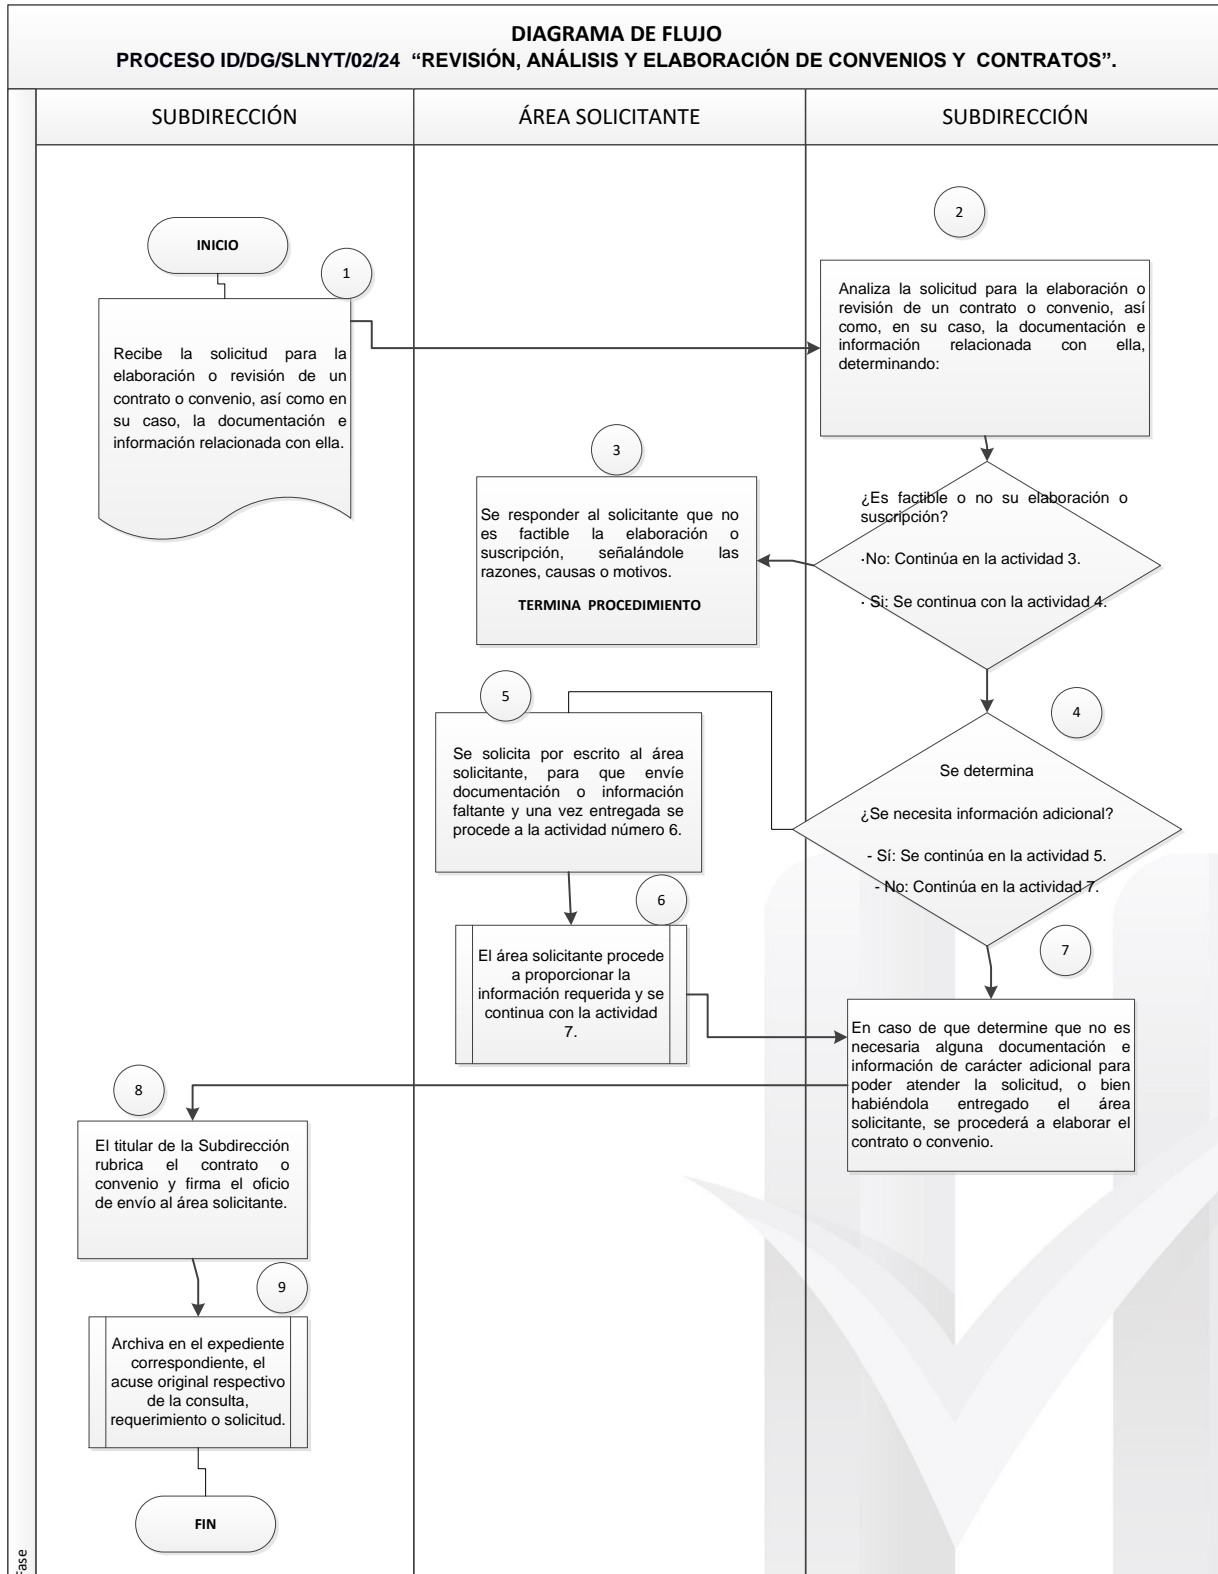 DIAGRAMA DE FLUJO
PROCESO ID/DG/SLNYT/02/24 “REVISIÓN, ANÁLISIS Y ELABORACIÓN DE CONVENIOS Y CONTRATOS”.
SUBDIRECCIÓN
ÁREA SOLICITANTE
SUBDIRECCIÓN
INICIO
1
Recibe la solicitud para la
elaboración o revisión de un
contrato o convenio, así como en
su caso, la documentación e
información relacionada con ella.
2
Analiza la solicitud para la elaboración o
revisión de un contrato o convenio, así
como, en su caso, la documentación e
información relacionada con ella,
determinando:
¿Es factible o no su elaboración o
suscripción?
·No: Continúa en la actividad 3.
· Si: Se continua con la actividad 4.
3
Se responder al solicitante que no
es factible la elaboración o
suscripción, señalándole las
razones, causas o motivos.
TERMINA PROCEDIMIENTO
4
Se determina
¿Se necesita información adicional?
- Sí: Se continúa en la actividad 5.
- No: Continúa en la actividad 7.
5
Se solicita por escrito al área
solicitante, para que envíe
documentación o información
faltante y una vez entregada se
procede a la actividad número 6.
6
El área solicitante procede
a proporcionar la
información requerida y se
continua con la actividad
7.
7
En caso de que determine que no es
necesaria alguna documentación e
información de carácter adicional para
poder atender la solicitud, o bien
habiéndola entregado el área
solicitante, se procederá a elaborar el
contrato o convenio.
8
El titular de la Subdirección
rubrica el contrato o
convenio y firma el oficio
de envío al área solicitante.
9
Archiva en el expediente
correspondiente, el
acuse original respectivo
de la consulta,
requerimiento o solicitud.
FIN
Fase